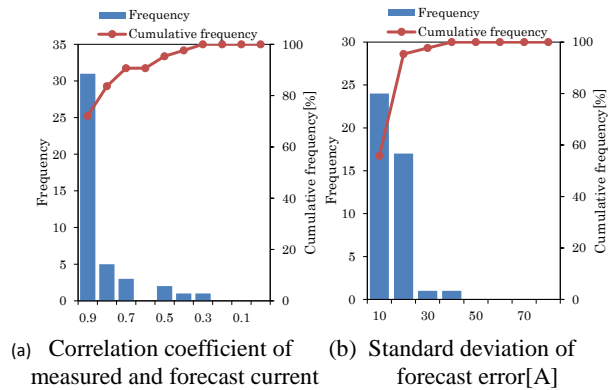 Frequency
Cumulative frequency
35
30
25
20
15
10
5
0
Frequency
100
80
60
40
20
0
Cumulative frequency[%]
0.9 0.7 0.5 0.3 0.1
(a) Correlation coefficient of
measured and forecast current
Frequency
Cumulative frequency
30
25
20
15
10
5
0
Frequency
100
80
60
40
20
0
Cumulative frequency[%]
10 30 50 70
(b) Standard deviation of
forecast error[A]